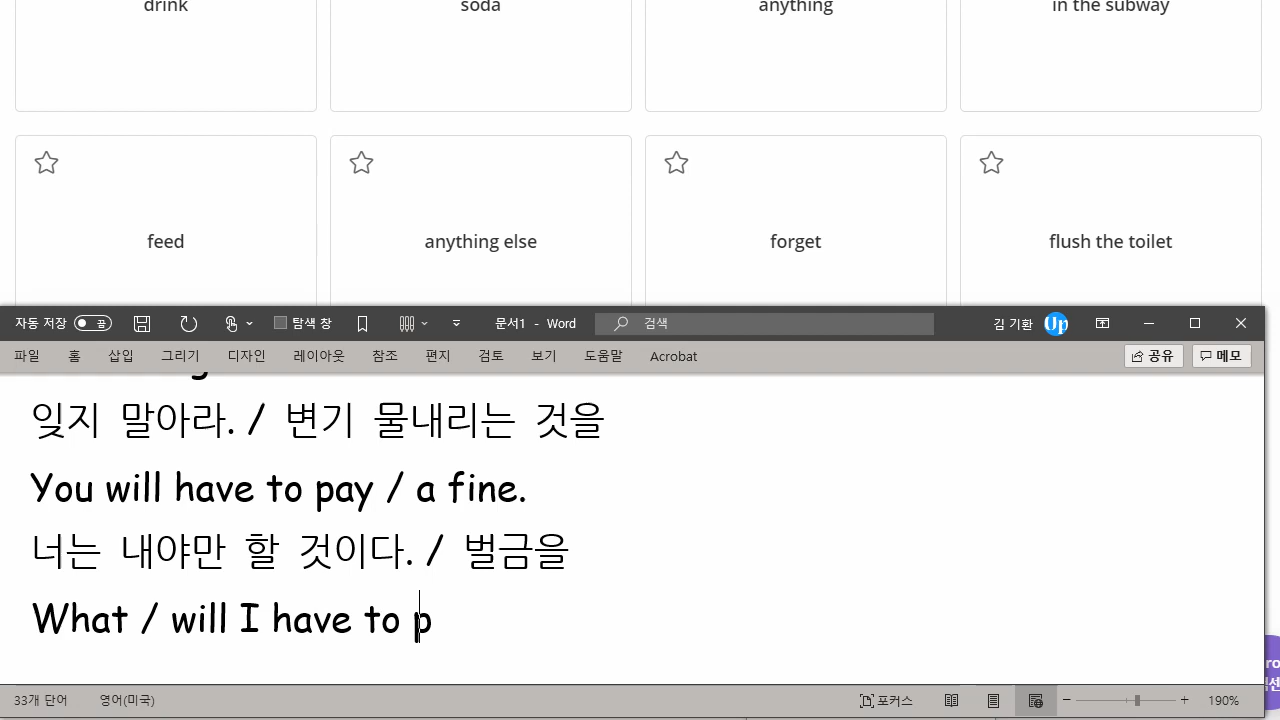 drink soda anything in the subway
feed anything else forget flush the toilet
자동 저장 끔 탐색 창 문서1 - Word 검색 김 기환 Up
파일 홈 삽입 그리기 디자인 레이아웃 참조 편지 검토 보기 도움말 Acrobat 공유 메모
잊지 말아라. / 변기 물내리는 것을
You will have to pay / a fine.
너는 내야만 할 것이다. / 벌금을
What / will I have to p
33개 단어 영어(미국) 포커스 190%